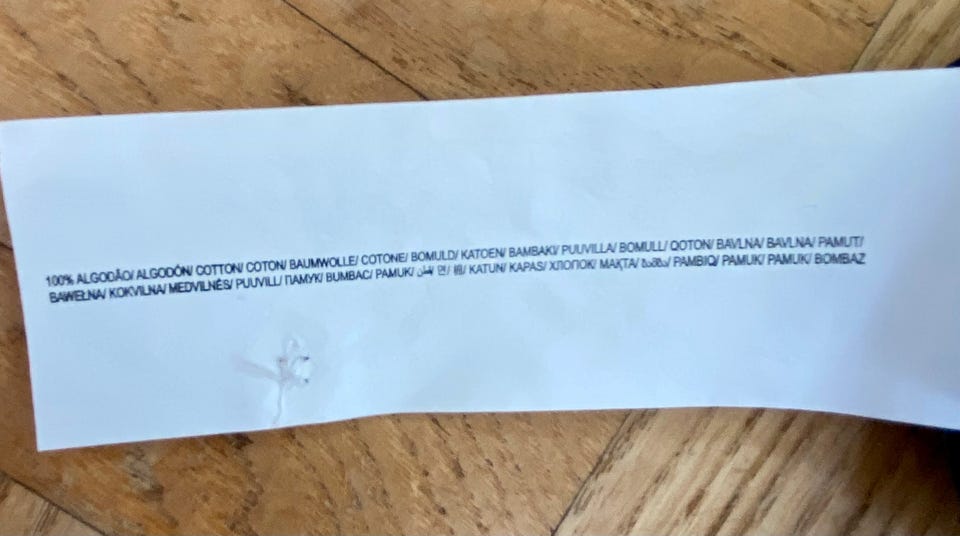 100% ALGODÃO/ ALGODÓN/ COTTON/ COTON/ BAUMWOLLE/ COTONE/ BOMULD/ KATOEN/ BAMBAKI/ PUUVILLA/ BOMULL/ QOTON/ BAVLNA/ BAVLNA/ PAMUT/
BAWEŁNA/ KOKVILNA/ MEDVILNĖS/ PUUVILL/ ПАМУК/ BUMBAC/ PAMUK/ قطن/ 면/ 棉/ KATUN/ KAPAS/ ХЛОПОК/ МАҚТА/ ბამბა/ PAMBIQ/ PAMUK/ PAMUK/ BOMBAZ